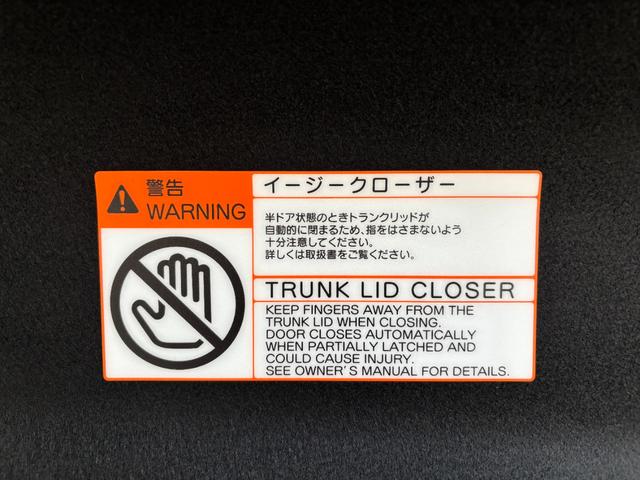 警告
WARNING
イージークローザー
半ドア状態のときトランクリッドが
自動的に閉まるため、指をはさまないよう
十分注意してください。
詳しくは取扱書をご覧ください。
TRUNK LID CLOSER
KEEP FINGERS AWAY FROM THE
TRUNK LID WHEN CLOSING.
DOOR CLOSES AUTOMATICALLY
WHEN PARTIALLY LATCHED AND
COULD CAUSE INJURY.
SEE OWNER'S MANUAL FOR DETAILS.